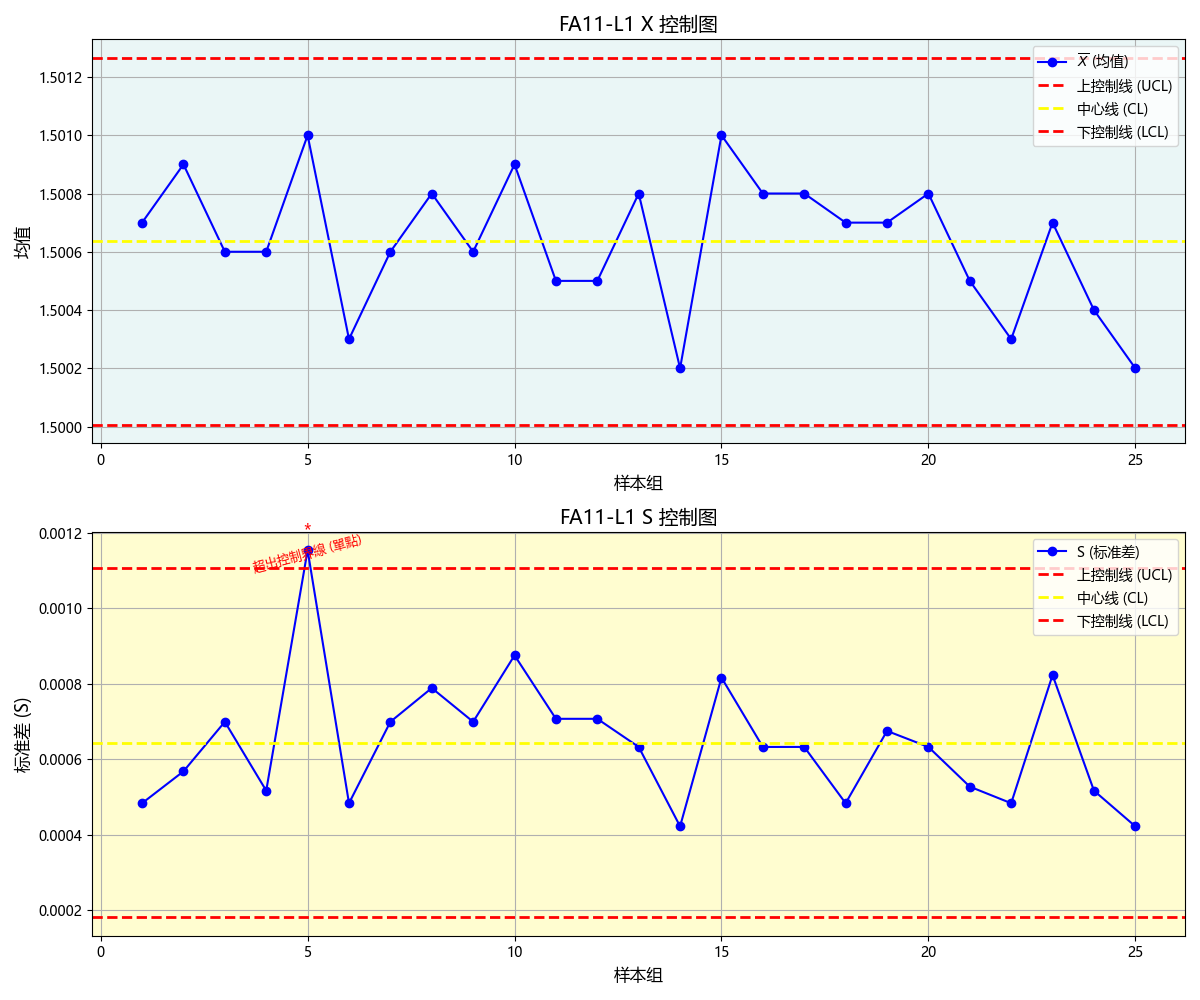 FA11-L1 X 控制图
均值
1.5012
1.5010
1.5008
1.5006
1.5004
1.5002
1.5000
X̅ (均值)
上控制线 (UCL)
中心线 (CL)
下控制线 (LCL)
0 5 10 15 20 25
样本组
FA11-L1 S 控制图
标准差 (S)
0.0012
0.0010
0.0008
0.0006
0.0004
0.0002
*
超出控制界線 (單點)
S (标准差)
上控制线 (UCL)
中心线 (CL)
下控制线 (LCL)
0 5 10 15 20 25
样本组